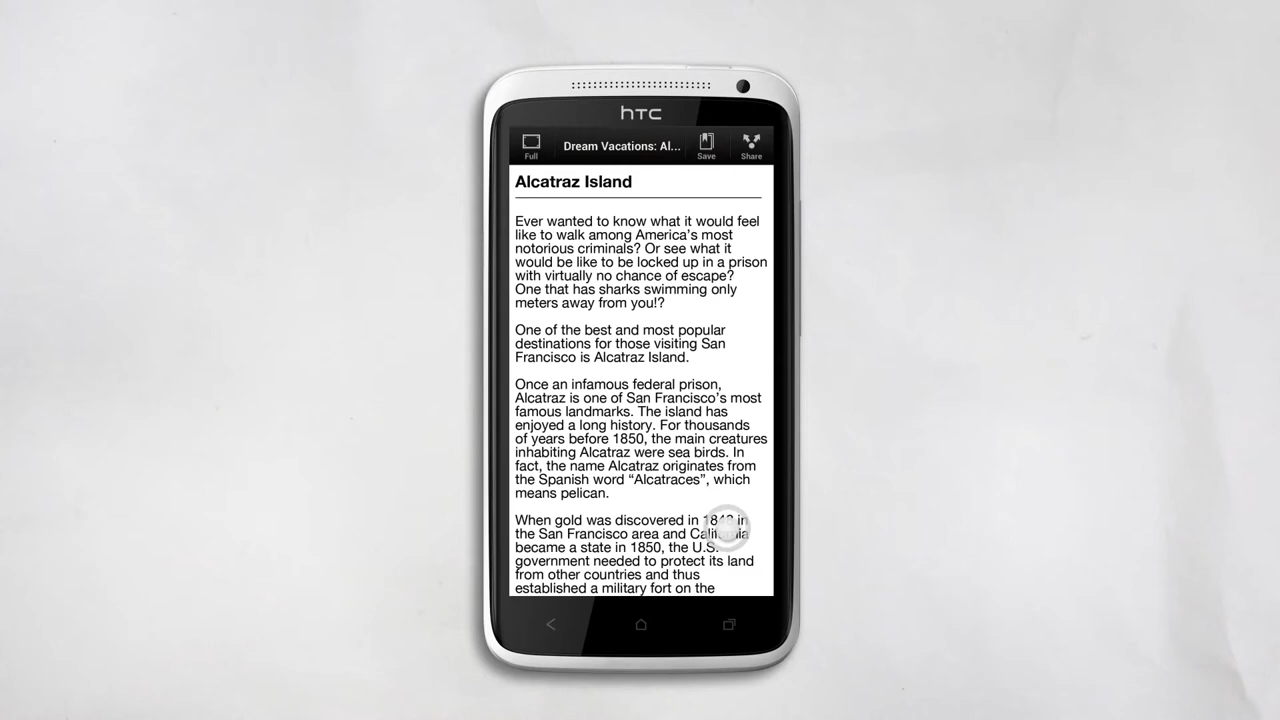 hTC
Full
Dream Vacations: Al...
Save
Share
Alcatraz Island
Ever wanted to know what it would feel
like to walk among America's most
notorious criminals? Or see what it
would be like to be locked up in a prison
with virtually no chance of escape?
One that has sharks swimming only
meters away from you!?
One of the best and most popular
destinations for those visiting San
Francisco is Alcatraz Island.
Once an infamous federal prison,
Alcatraz is one of San Francisco's most
famous landmarks. The island has
enjoyed a long history. For thousands
of years before 1850, the main creatures
inhabiting Alcatraz were sea birds. In
fact, the name Alcatraz originates from
the Spanish word “Alcatraces”, which
means pelican.
When gold was discovered in 1848 in
the San Francisco area and California
became a state in 1850, the U.S.
government needed to protect its land
from other countries and thus
established a military fort on the